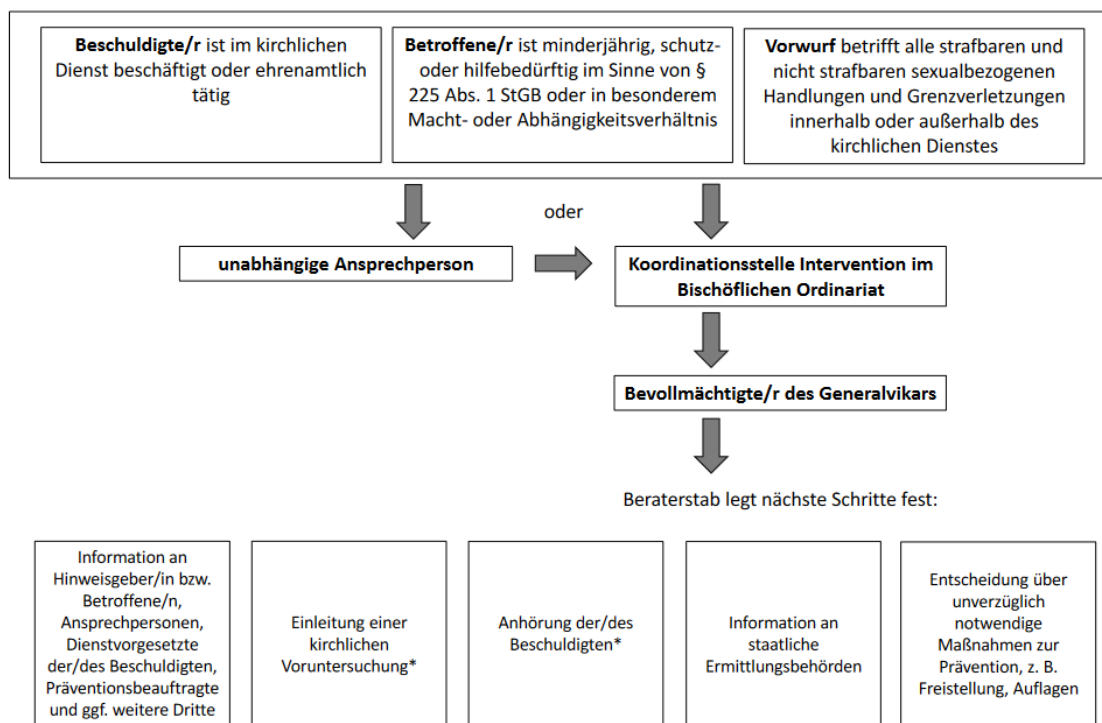 Beschuldigte/r ist im kirchlichen
Dienst beschäftigt oder ehrenamtlich
tätig
Betroffene/r ist minderjährig, schutz-
oder hilfebedürftig im Sinne von §
225 Abs. 1 StGB oder in besonderem
Macht- oder Abhängigkeitsverhältnis
Vorwurf betrifft alle strafbaren und
nicht strafbaren sexualbezogenen
Handlungen und Grenzverletzungen
innerhalb oder außerhalb des
kirchlichen Dienstes
oder
unabhängige Ansprechperson
Koordinationsstelle Intervention im
Bischöflichen Ordinariat
Bevollmächtigte/r des Generalvikars
Beraterstab legt nächste Schritte fest:
Information an
Hinweisgeber/in bzw.
Betroffene/n,
Ansprechpersonen,
Dienstvorgesetzte
der/des Beschuldigten,
Präventionsbeauftragte
und ggf. weitere Dritte
Einleitung einer
kirchlichen
Voruntersuchung*
Anhörung der/des
Beschuldigten*
Information an
staatliche
Ermittlungsbehörden
Entscheidung über
unverzüglich
notwendige
Maßnahmen zur
Prävention, z. B.
Freistellung, Auflagen